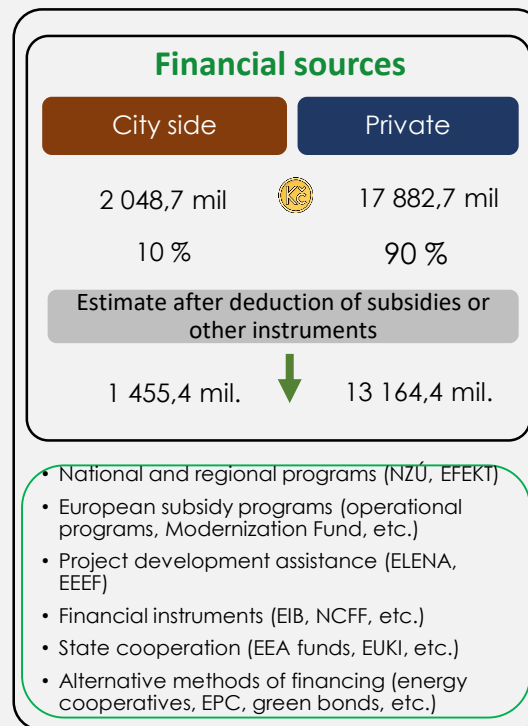 Financial sources
City side
Private
2 048,7 mil
Kč
17 882,7 mil
10 %
90 %
Estimate after deduction of subsidies or
other instruments
1 455,4 mil.
13 164,4 mil.
• National and regional programs (NZÚ, EFEKT)
• European subsidy programs (operational
programs, Modernization Fund, etc.)
• Project development assistance (ELENA,
EEEF)
• Financial instruments (EIB, NCFF, etc.)
• State cooperation (EEA funds, EUKI, etc.)
• Alternative methods of financing (energy
cooperatives, EPC, green bonds, etc.)